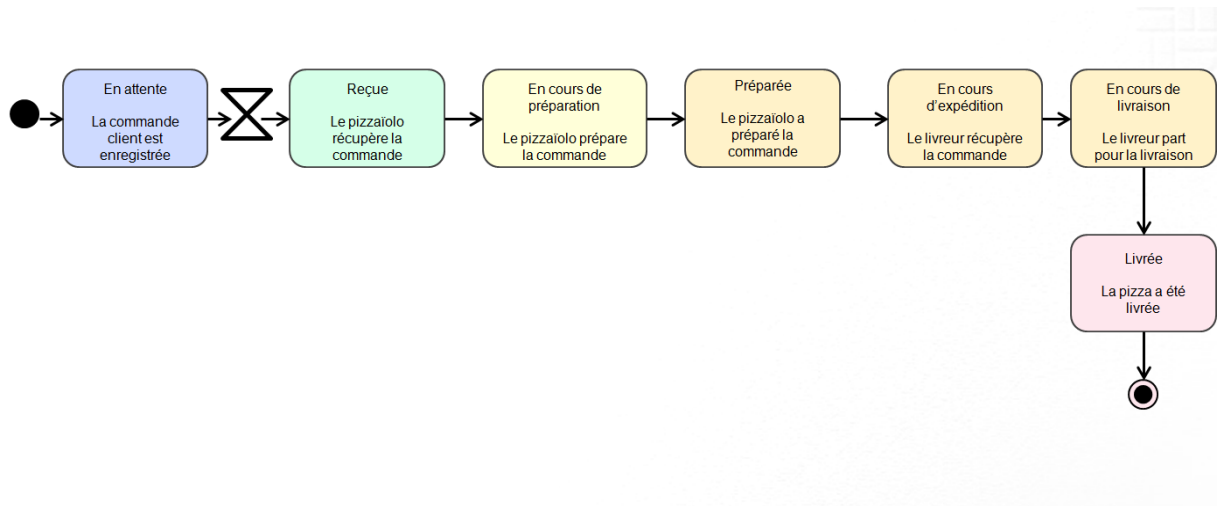 En attente
La commande
client est
enregistrée
Reçue
Le pizzaïolo
récupère la
commande
En cours de
préparation
Le pizzaïolo prépare
la commande
Préparée
Le pizzaïolo a
préparé la
commande
En cours
d'expédition
Le livreur récupère
la commande
En cours de
livraison
Le livreur part
pour la livraison
Livrée
La pizza a été
livrée